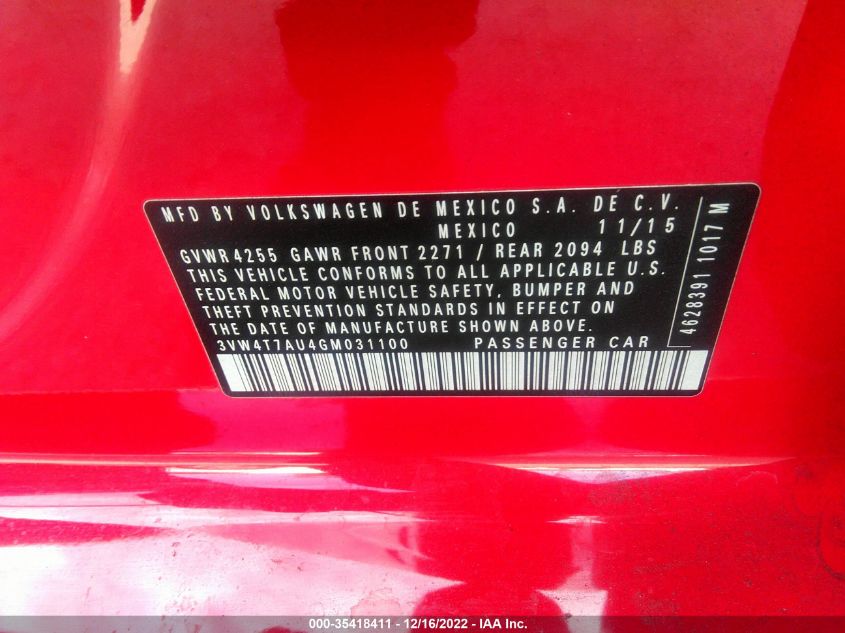 MFD BY VOLKSWAGEN DE MEXICO S.A. DE C.V.
MEXICO 11/15
GVWR 4255 GAWR FRONT 2271 / REAR 2094 LBS
THIS VEHICLE CONFORMS TO ALL APPLICABLE U.S.
FEDERAL MOTOR VEHICLE SAFETY, BUMPER AND
THEFT PREVENTION STANDARDS IN EFFECT ON
THE DATE OF MANUFACTURE SHOWN ABOVE.
3VW4T7AU4GM031100 PASSENGER CAR
4628391 1017 M
000-35418411 - 12/16/2022 - IAA Inc.